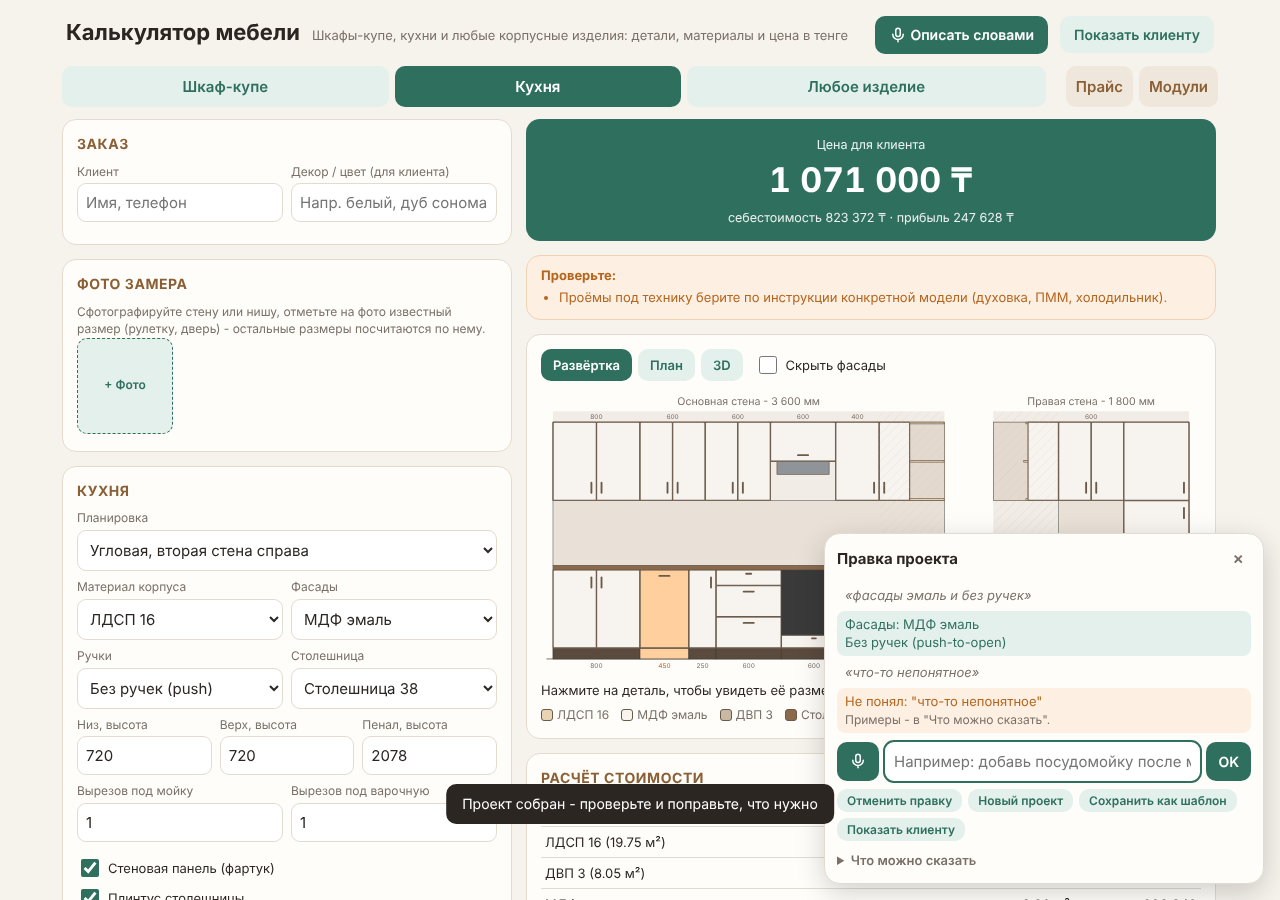 Калькулятор мебели
Шкафы-купе, кухни и любые корпусные изделия: детали, материалы и цена в тенге
Описать словами
Показать клиенту
Шкаф-купе
Кухня
Любое изделие
Прайс
Модули
ЗАКАЗ
Клиент
Декор / цвет (для клиента)
Имя, телефон
Напр. белый, дуб сонома
ФОТО ЗАМЕРА
Сфотографируйте стену или нишу, отметьте на фото известный
размер (рулетку, дверь) - остальные размеры посчитаются по нему.
+ Фото
КУХНЯ
Планировка
Угловая, вторая стена справа
Материал корпуса
Фасады
ЛДСП 16
МДФ эмаль
Ручки
Столешница
Без ручек (push)
Столешница 38
Низ, высота
Верх, высота
Пенал, высота
720
720
2078
Вырезов под мойку
Вырезов под варочную
1
1
Стеновая панель (фартук)
Плинтус столешницы
Цена для клиента
1 071 000 ₸
себестоимость 823 372 ₸ · прибыль 247 628 ₸
Проверьте:
• Проёмы под технику берите по инструкции конкретной модели (духовка, ПММ, холодильник).
Развёртка
План
3D
Скрыть фасады
Основная стена - 3 600 мм
Правая стена - 1 800 мм
800
600
600
600
400
600
800
450
250
600
600
Нажмите на деталь, чтобы увидеть её
ЛДСП 16
МДФ эмаль
ДВП 3
РАСЧЁТ СТОИМОСТИ
ЛДСП 16 (19.75 м²)
ДВП 3 (8.05 м²)
Проект собран - проверьте и поправьте, что нужно
Правка проекта
×
«фасады эмаль и без ручек»
Фасады: МДФ эмаль
Без ручек (push-to-open)
«что-то непонятное»
Не понял: "что-то непонятное"
Примеры - в "Что можно сказать".
Например: добавь посудомойку после
OK
Отменить правку
Новый проект
Сохранить как шаблон
Показать клиенту
Что можно сказать